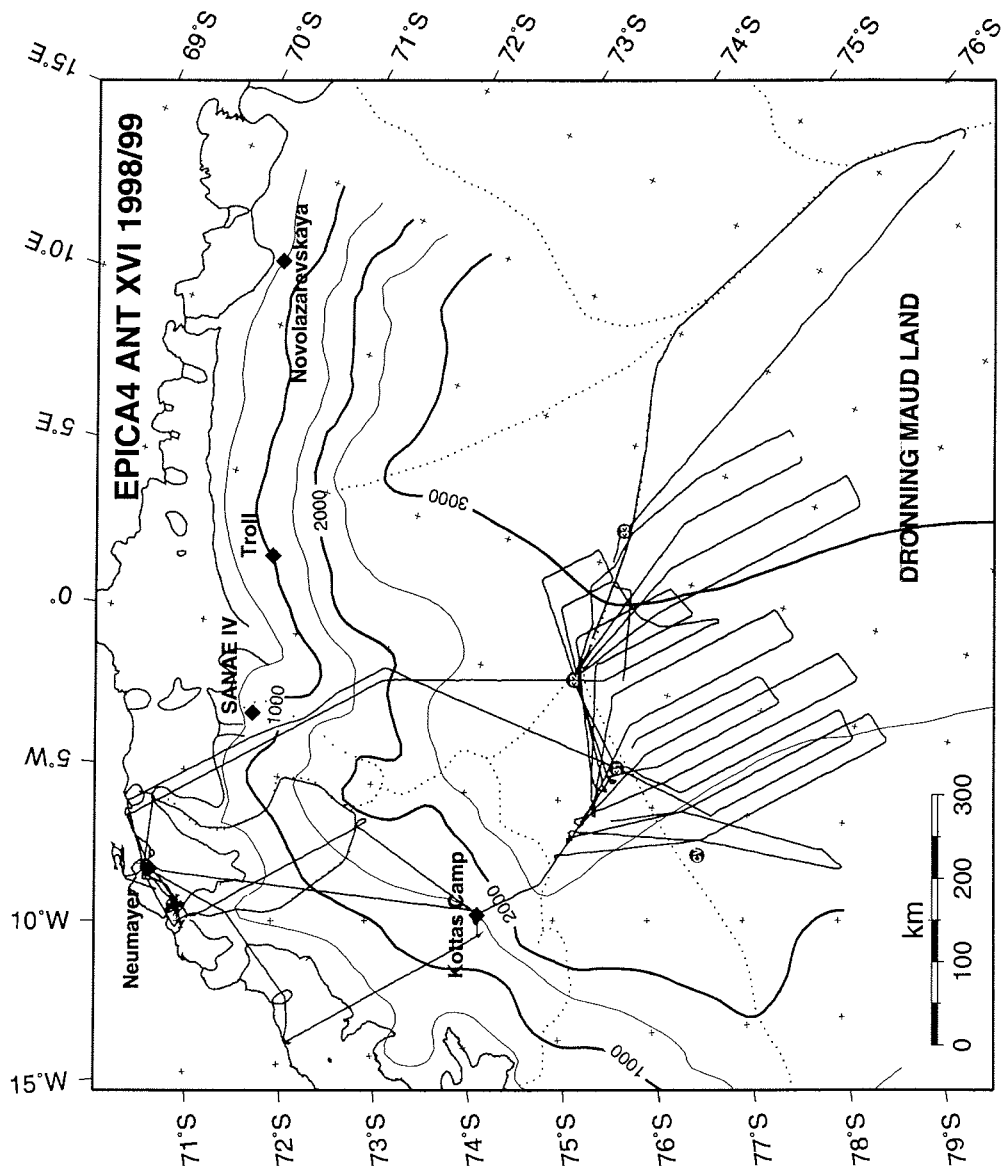 EPICA4 ANT XVI 1998/99
15°W
10°W
5°W
0°
5°E
10°E
15°E
69°S
70°S
71°S
72°S
73°S
74°S
75°S
76°S
71°S
72°S
73°S
74°S
75°S
76°S
77°S
78°S
79°S
Neumayer
SANAE IV
Troll
Novolazarevskaya
Kottas Camp
1000
2000
3000
2000
1000
33
DRONNING MAUD LAND
km
0 100 200 300